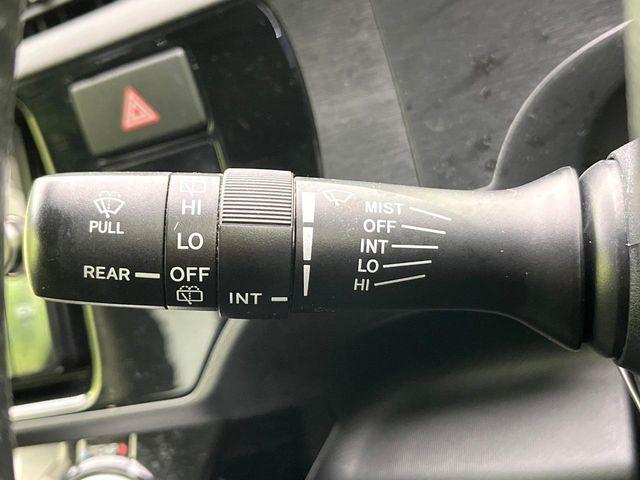 PULL
REAR
HI
LO
OFF
INT
MIST
OFF
INT
LO
HI